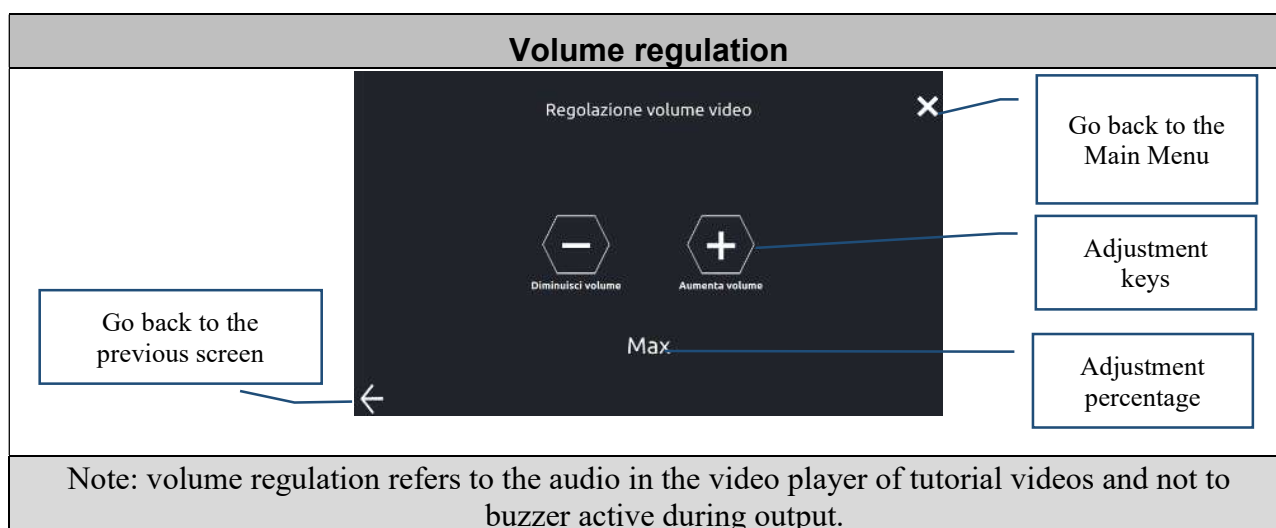 Volume regulation
Regolazione volume video
Go back to the
Main Menu
Diminuisci volume
Aumenta volume
Adjustment
keys
Go back to the
previous screen
Max
Adjustment
percentage
Note: volume regulation refers to the audio in the video player of tutorial videos and not to
buzzer active during output.